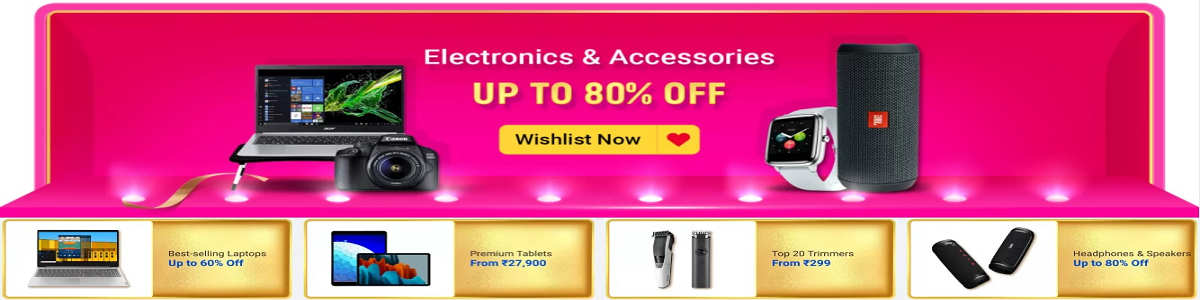 Electronics & Accessories
UP TO 80% OFF
Wishlist Now
acer
Canon
JBL
Best-selling Laptops
Up to 60% Off
Premium Tablets
From ₹27,900
Top 20 Trimmers
From ₹299
Headphones & Speakers
Up to 80% Off